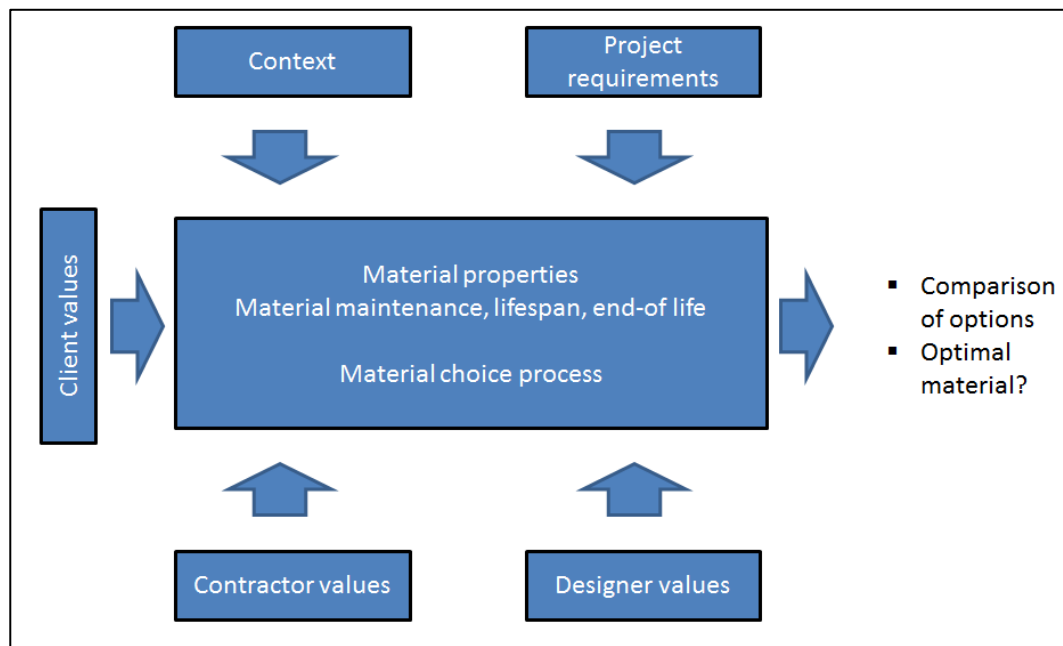 Context
Project
requirements
Client values
Material properties
Material maintenance, lifespan, end-of life
Material choice process
▪ Comparison
of options
▪ Optimal
material?
Contractor values
Designer values